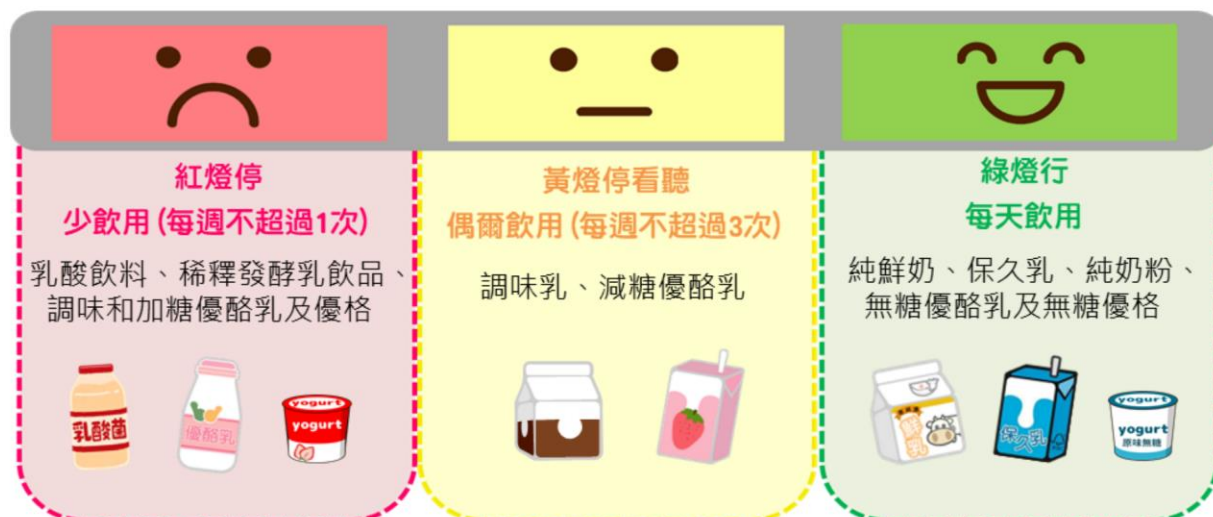 紅燈停
少飲用(每週不超過1次)
乳酸飲料、稀釋發酵乳飲品、
調味和加糖優酪乳及優格
乳酸菌
優酪乳
yogurt
yogurt
黃燈停看聽
偶爾飲用(每週不超過3次)
調味乳、減糖優酪乳
綠燈行
每天飲用
純鮮奶、保久乳、純奶粉、
無糖優酪乳及無糖優格
鮮乳
保久乳
yogurt
yogurt
原味無糖